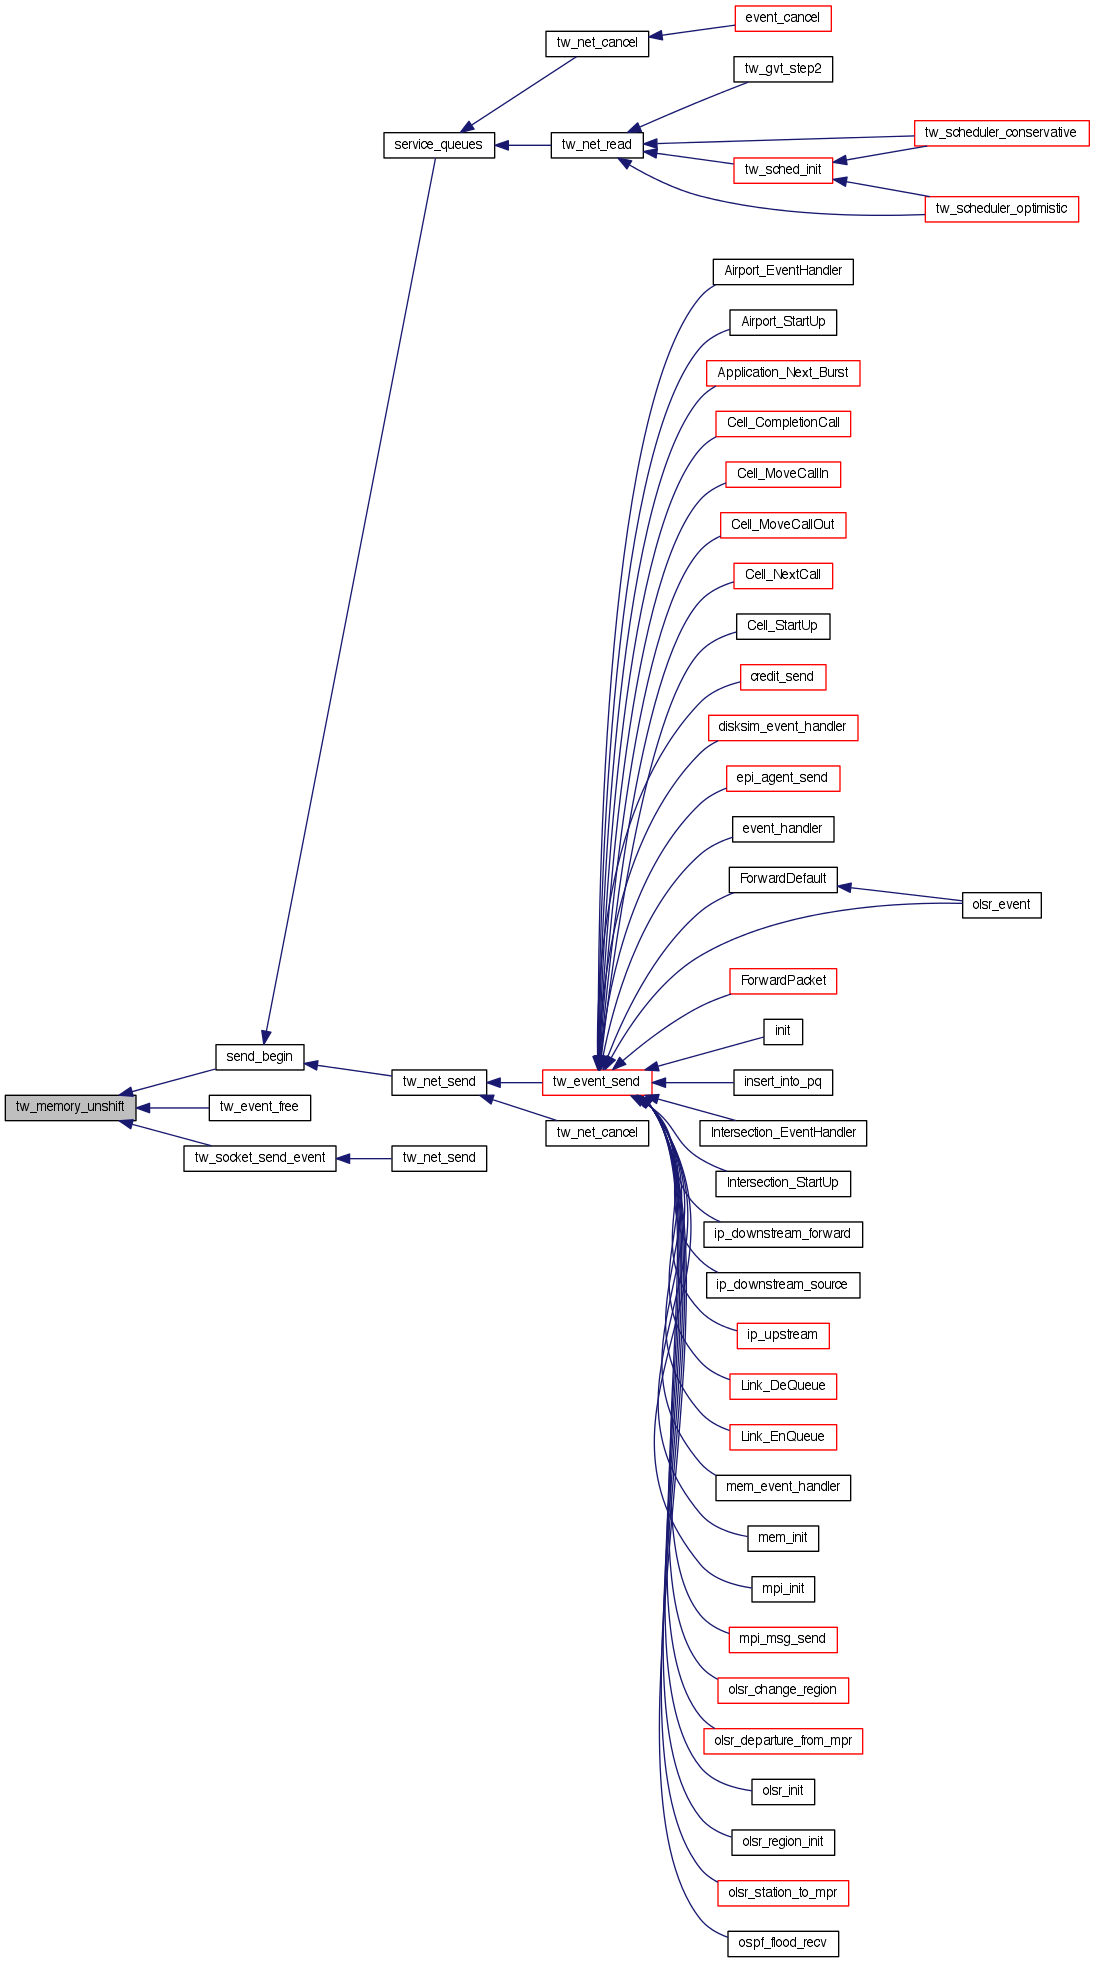 event_cancel
tw_net_cancel
tw_gvt_step2
tw_scheduler_conservative
service_queues
tw_net_read
tw_sched_init
tw_scheduler_optimistic
Airport_EventHandler
Airport_StartUp
Application_Next_Burst
Cell_CompletionCall
Cell_MoveCallIn
Cell_MoveCallOut
Cell_NextCall
Cell_StartUp
credit_send
disksim_event_handler
epi_agent_send
event_handler
ForwardDefault
olsr_event
ForwardPacket
init
send_begin
tw_net_send
tw_event_send
insert_into_pq
tw_memory_unshift
tw_event_free
tw_net_cancel
Intersection_EventHandler
tw_socket_send_event
tw_net_send
Intersection_StartUp
ip_downstream_forward
ip_downstream_source
ip_upstream
Link_DeQueue
Link_EnQueue
mem_event_handler
mem_init
mpi_init
mpi_msg_send
olsr_change_region
olsr_departure_from_mpr
olsr_init
olsr_region_init
olsr_station_to_mpr
ospf_flood_recv